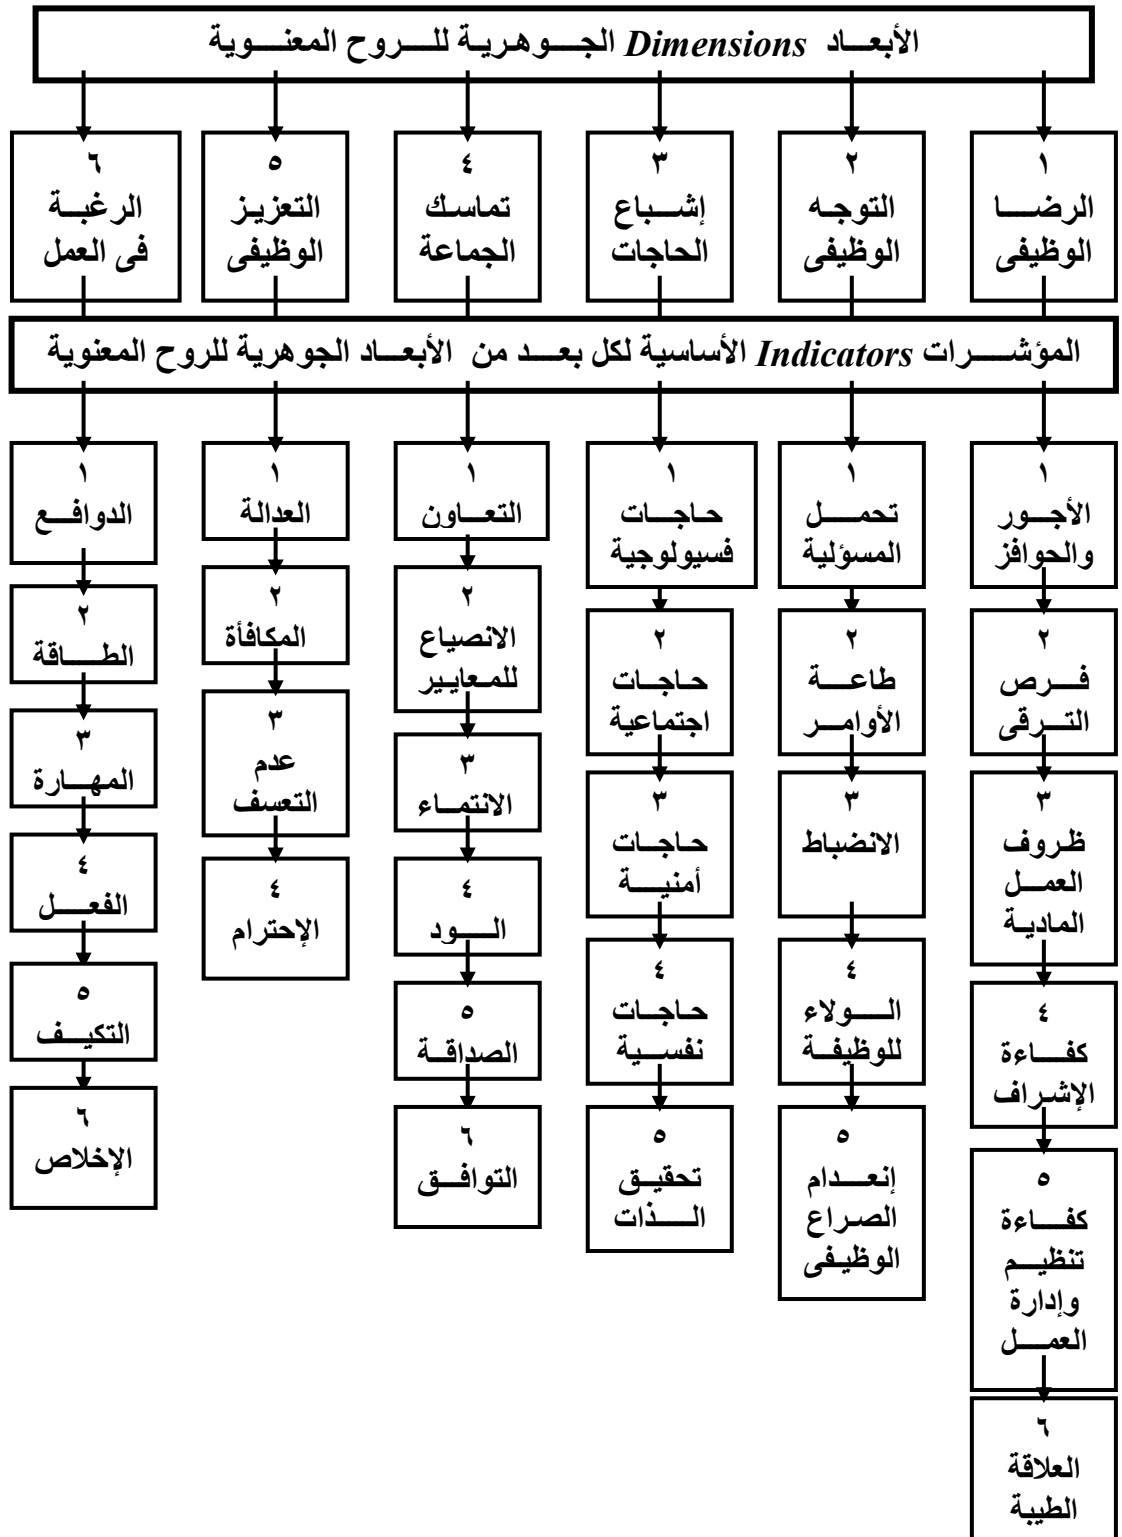 الأبعاد Dimensions الجوهرية للروح المعنوية
١
الرضا
الوظيفى
٢
التوجه
الوظيفى
٣
إشباع
الحاجات
٤
تماسك
الجماعة
٥
التعزيز
الوظيفى
٦
الرغبة
فى العمل
المؤشرات Indicators الأساسية لكل بعد من الأبعاد الجوهرية للروح المعنوية
١
الأجور
والحوافز
٢
فرص
الترقى
٣
ظروف
العمل
المادية
٤
كفاءة
الإشراف
٥
كفاءة
تنظيم
وإدارة
العمل
٦
العلاقة
الطيبة
١
تحمل
المسؤلية
٢
طاعة
الأوامر
٣
الانضباط
٤
الولاء
للوظيفة
٥
إنعدام
الصراع
الوظيفى
١
حاجات
فسيولوجية
٢
حاجات
اجتماعية
٣
حاجات
أمنية
٤
حاجات
نفسية
٥
تحقيق
الذات
١
التعاون
٢
الانصياع
للمعايير
٣
الانتماء
٤
الود
٥
الصداقة
٦
التوافق
١
العدالة
٢
المكافأة
٣
عدم
التعسف
٤
الإحترام
١
الدوافع
٢
الطاقة
٣
المهارة
٤
الفعل
٥
التكيف
٦
الإخلاص